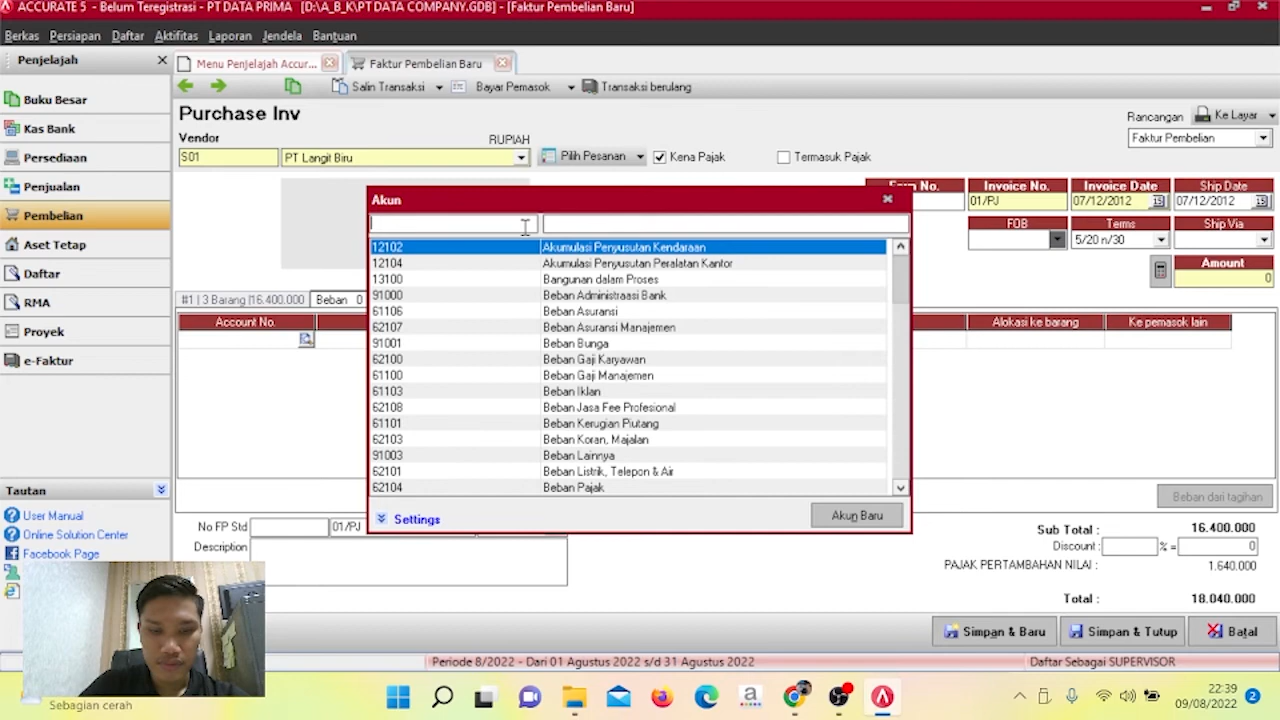 ACCURATE 5 - Belum Teregistrasi - PT DATA PRIMA [D:\A_B_K\PT DATA COMPANY.GDB] - [Faktur Pembelian Baru]
Berkas Persiapan Daftar Aktifitas Laporan Jendela Bantuan
Penjelajah
Menu Penjelajah Accur...
Faktur Pembelian Baru
Salin Transaksi
Bayar Pemasok
Transaksi berulang
Buku Besar
Kas Bank
Persediaan
Penjualan
Pembelian
Aset Tetap
Daftar
RMA
Proyek
e-Faktur
Purchase Inv
Rancangan
Ke Layar
Faktur Pembelian
Vendor
RUPIAH
S01
PT Langit Biru
Pilih Pesanan
Kena Pajak
Termasuk Pajak
Invoice No.
Invoice Date
Ship Date
01/PJ
07/12/2012
07/12/2012
FOB
Terms
Ship Via
5/20 n/30
Amount
0
#1 | 3 Barang |16.400.000
Beban 0
Account No.
Alokasi ke barang
Ke pemasok lain
Akun
12102 Akumulasi Penyusutan Kendaraan
12104 Akumulasi Penyusutan Peralatan Kantor
13100 Bangunan dalam Proses
91000 Beban Administraasi Bank
61106 Beban Asuransi
62107 Beban Asuransi Manajemen
91001 Beban Bunga
62100 Beban Gaji Karyawan
61100 Beban Gaji Manajemen
61103 Beban Iklan
62108 Beban Jasa Fee Profesional
61101 Beban Kerugian Piutang
62103 Beban Koran, Majalan
91003 Beban Lainnya
62101 Beban Listrik, Telepon & Air
62104 Beban Pajak
Settings
Akun Baru
Beban dari tagihan
Tautan
User Manual
Online Solution Center
Facebook Page
No FP Std
01/PJ
Description
Sub Total : 16.400.000
Discount : % = 0
PAJAK PERTAMBAHAN NILAI : 1.640.000
Total : 18.040.000
Simpan & Baru
Simpan & Tutup
Batal
Periode 8/2022 - Dari 01 Agustus 2022 s/d 31 Agustus 2022
Daftar Sebagai SUPERVISOR
Sebagian cerah
22:39
09/08/2022
2